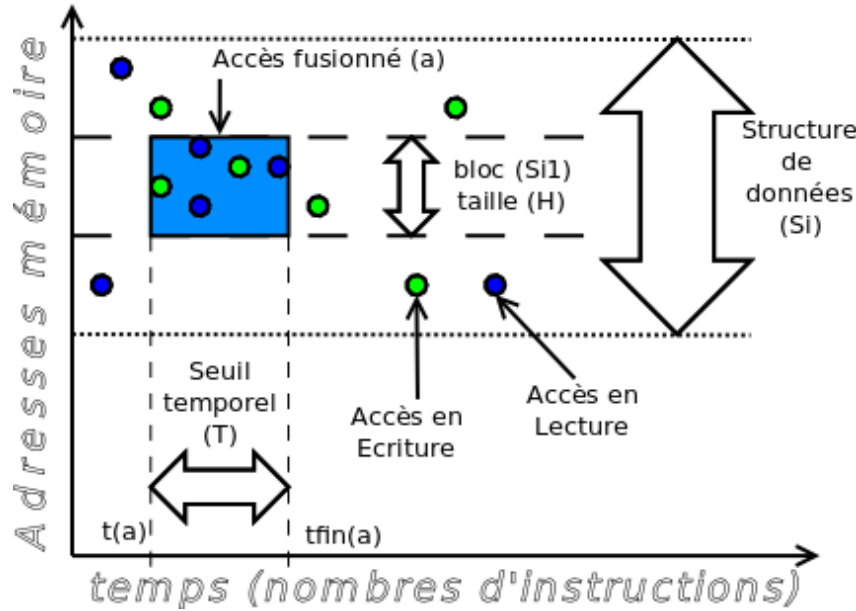 Adresses mémoire
Accès fusionné (a)
bloc (Si1)
taille (H)
Structure
de
données
(Si)
Seuil
temporel
(T)
Accès en
Ecriture
Accès en
Lecture
t(a)
tfin(a)
temps (nombres d'instructions)